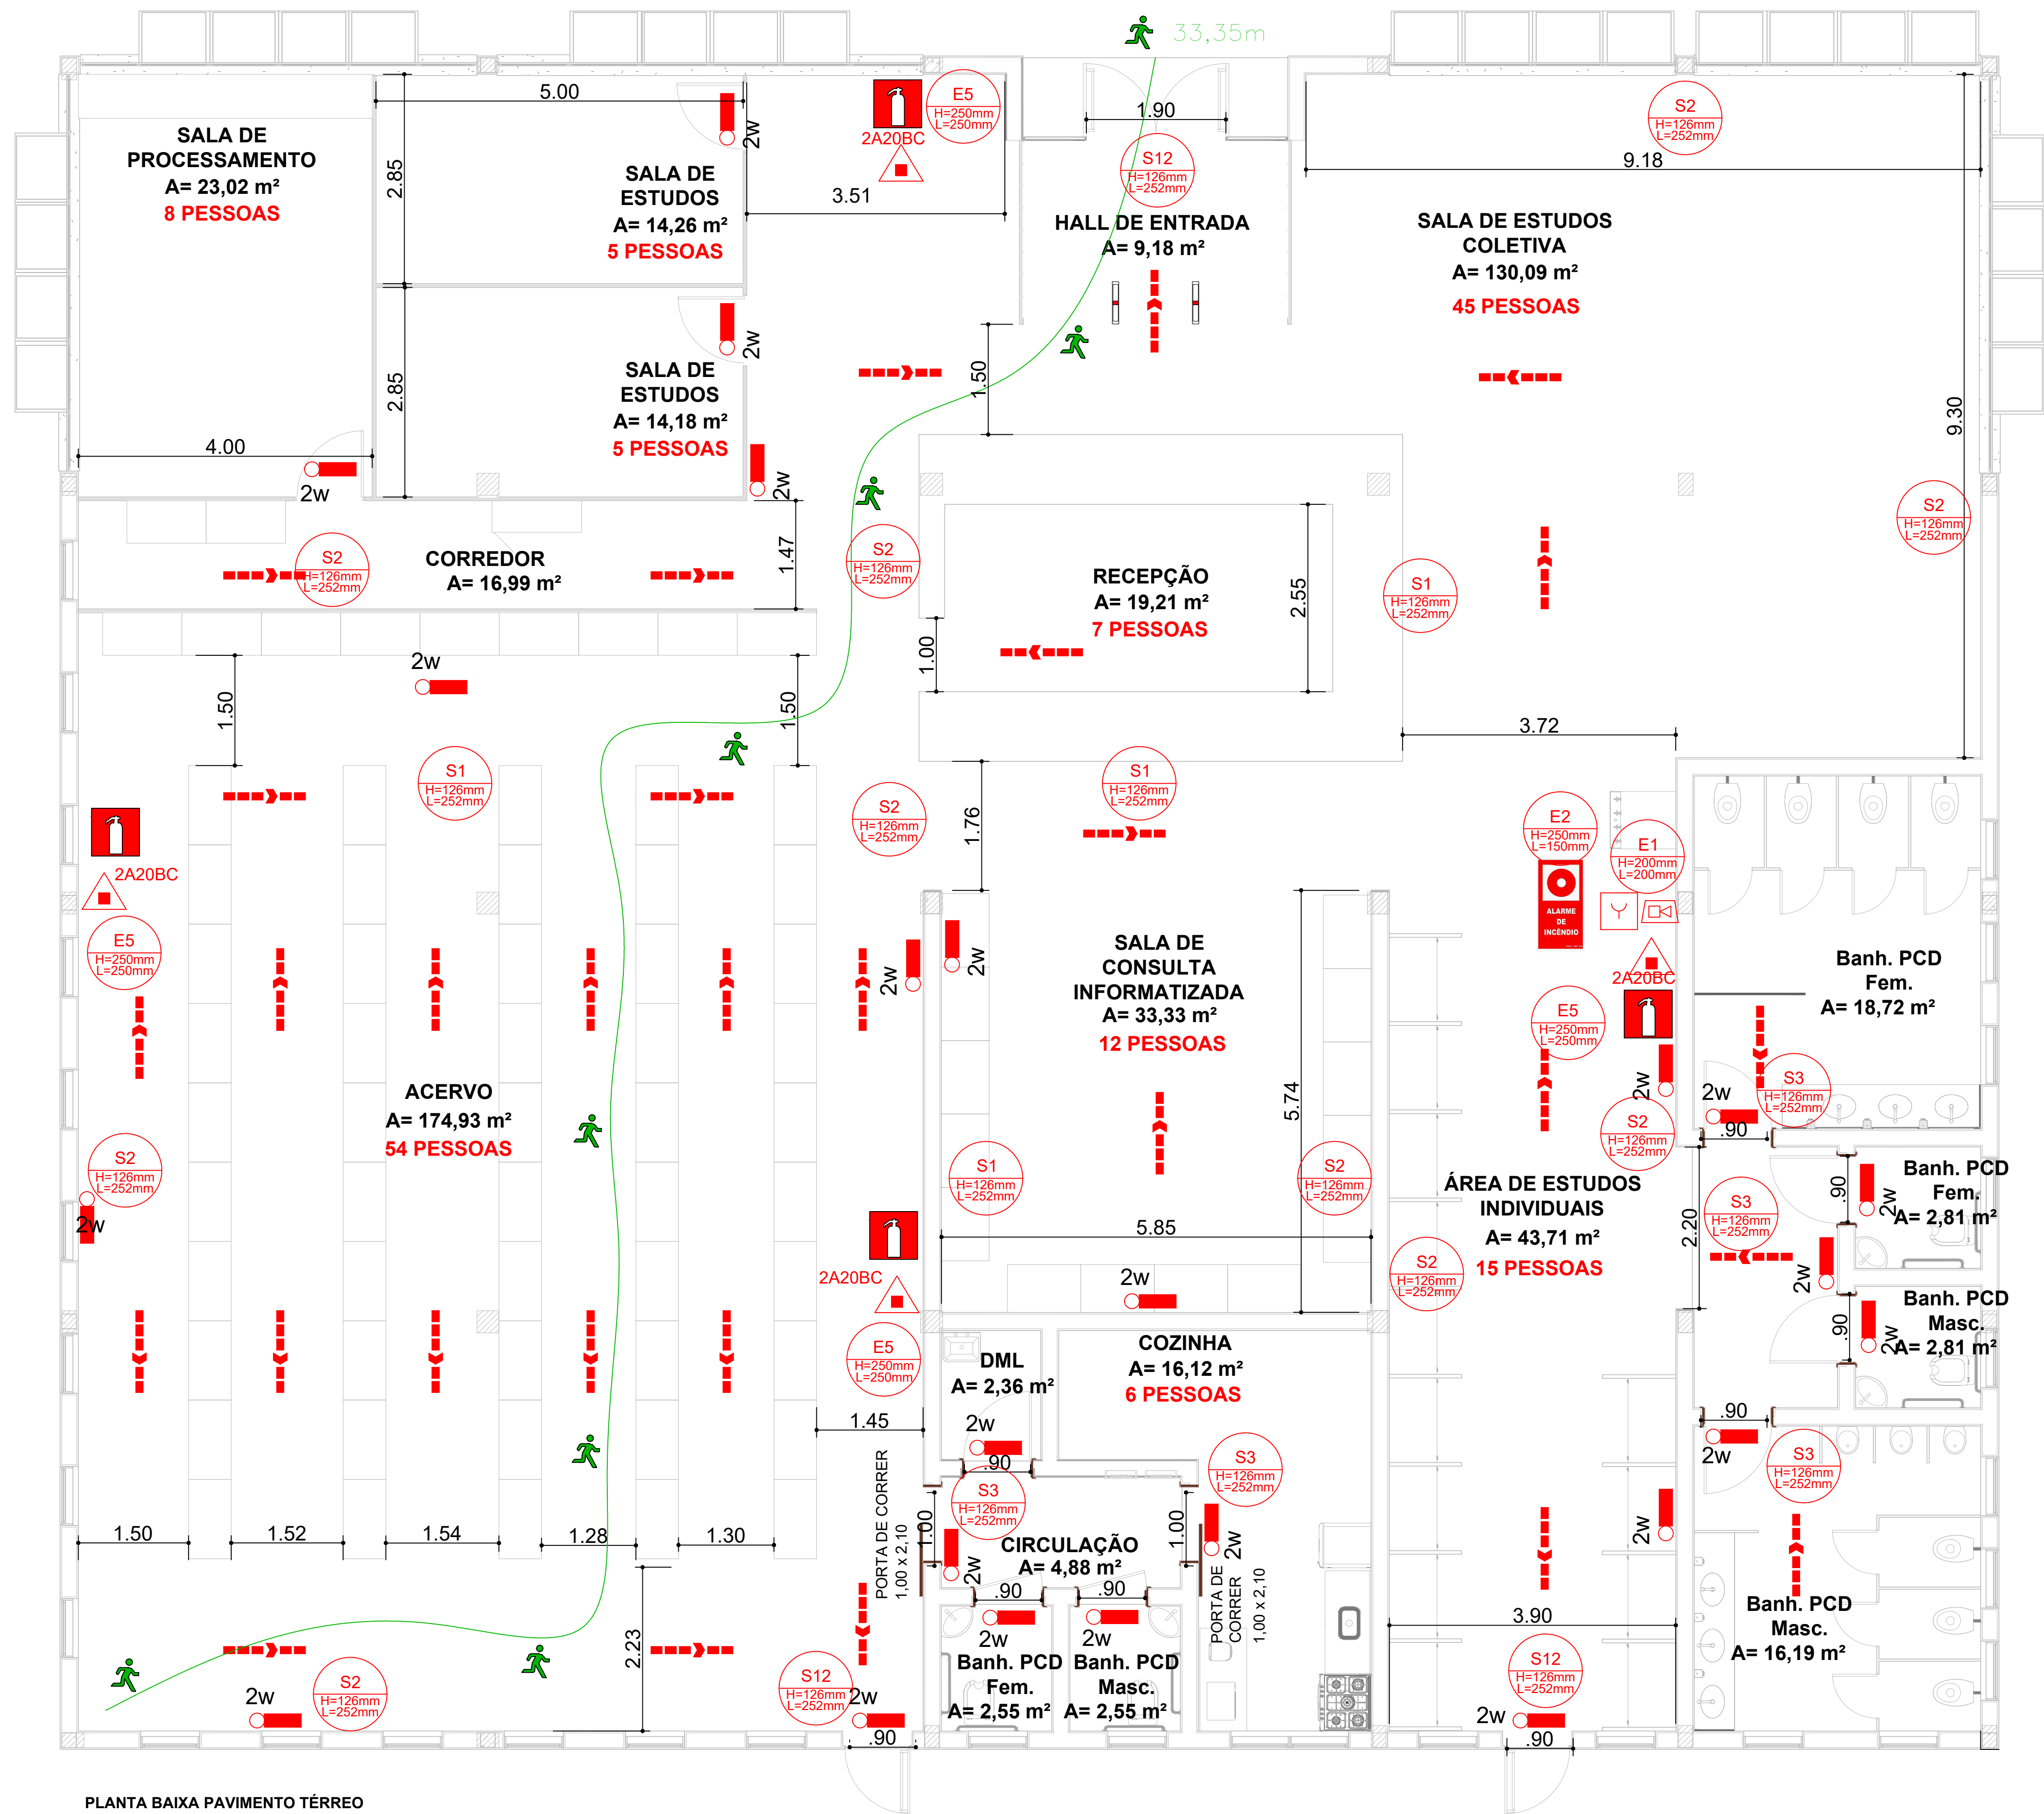 33,35m
5.00
2w
2A20BC
E5
H=250mm
L=250mm
1.90
S12
H=126mm
L=252mm
S2
H=126mm
L=252mm
9.18
SALA DE
PROCESSAMENTO
A= 23,02 m²
8 PESSOAS
2.85
SALA DE
ESTUDOS
A= 14,26 m²
5 PESSOAS
3.51
HALL DE ENTRADA
A= 9,18 m²
SALA DE ESTUDOS
COLETIVA
A= 130,09 m²
45 PESSOAS
2w
2.85
SALA DE
ESTUDOS
A= 14,18 m²
5 PESSOAS
1.50
9.30
4.00
2w
2w
1.47
S2
H=126mm
L=252mm
CORREDOR
A= 16,99 m²
S2
H=126mm
L=252mm
RECEPÇÃO
A= 19,21 m²
7 PESSOAS
2.55
1.00
S1
H=126mm
L=252mm
S2
H=126mm
L=252mm
2w
1.50
1.50
3.72
S1
H=126mm
L=252mm
S2
H=126mm
L=252mm
1.76
S1
H=126mm
L=252mm
E2
H=250mm
L=150mm
E1
H=200mm
L=200mm
ALARME
DE
INCÊNDIO
2A20BC
E5
H=250mm
L=250mm
2w
2w
SALA DE
CONSULTA
INFORMATIZADA
A= 33,33 m²
12 PESSOAS
2A20BC
E5
H=250mm
L=250mm
2w
Banh. PCD
Fem.
A= 18,72 m²
S3
H=126mm
L=252mm
2w
.90
ACERVO
A= 174,93 m²
54 PESSOAS
5.74
S2
H=126mm
L=252mm
S2
H=126mm
L=252mm
2w
S1
H=126mm
L=252mm
S2
H=126mm
L=252mm
ÁREA DE ESTUDOS
INDIVIDUAIS
A= 43,71 m²
15 PESSOAS
2.20
S3
H=126mm
L=252mm
.90
2w
Banh. PCD
Fem.
A= 2,81 m²
2w
5.85
2w
S2
H=126mm
L=252mm
2A20BC
E5
H=250mm
L=250mm
.90
2w
Banh. PCD
Masc.
A= 2,81 m²
DML
A= 2,36 m²
COZINHA
A= 16,12 m²
6 PESSOAS
2w
.90
1.45
.90
2w
S3
H=126mm
L=252mm
S3
H=126mm
L=252mm
S3
H=126mm
L=252mm
PORTA DE CORRER
1,00 x 2,10
1.00
1.00
2w
CIRCULAÇÃO
A= 4,88 m²
2w
2w
1.50
1.52
1.54
1.28
1.30
.90
.90
PORTA DE
CORRER
1,00 x 2,10
3.90
2w
2w
Banh. PCD
Fem.
A= 2,55 m²
Banh. PCD
Masc.
A= 2,55 m²
Banh. PCD
Masc.
A= 16,19 m²
2.23
S2
H=126mm
L=252mm
2w
S12
H=126mm
L=252mm
2w
S12
H=126mm
L=252mm
2w
.90
.90
PLANTA BAIXA PAVIMENTO TÉRREO